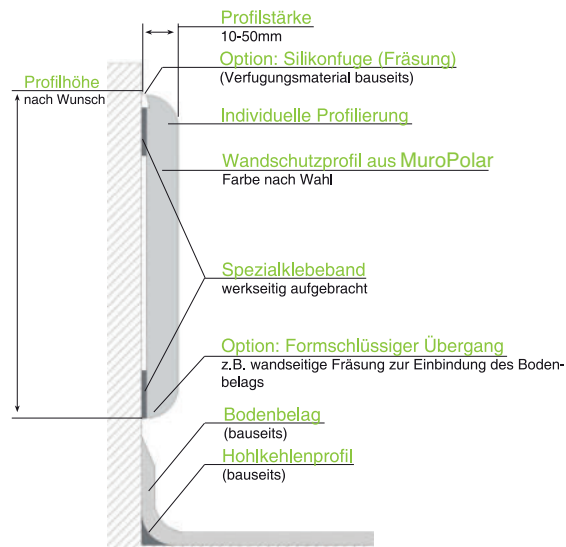 Profilstärke
10-50mm
Option: Silikonfuge (Fräsung)
(Verfugungsmaterial bauseits)
Profilhöhe
nach Wunsch
Individuelle Profilierung
Wandschutzprofil aus MuroPolar
Farbe nach Wahl
Spezialklebeband
werkseitig aufgebracht
Option: Formschlüssiger Übergang
z.B. wandseitige Fräsung zur Einbindung des Boden-
belags
Bodenbelag
(bauseits)
Hohlkehlenprofil
(bauseits)